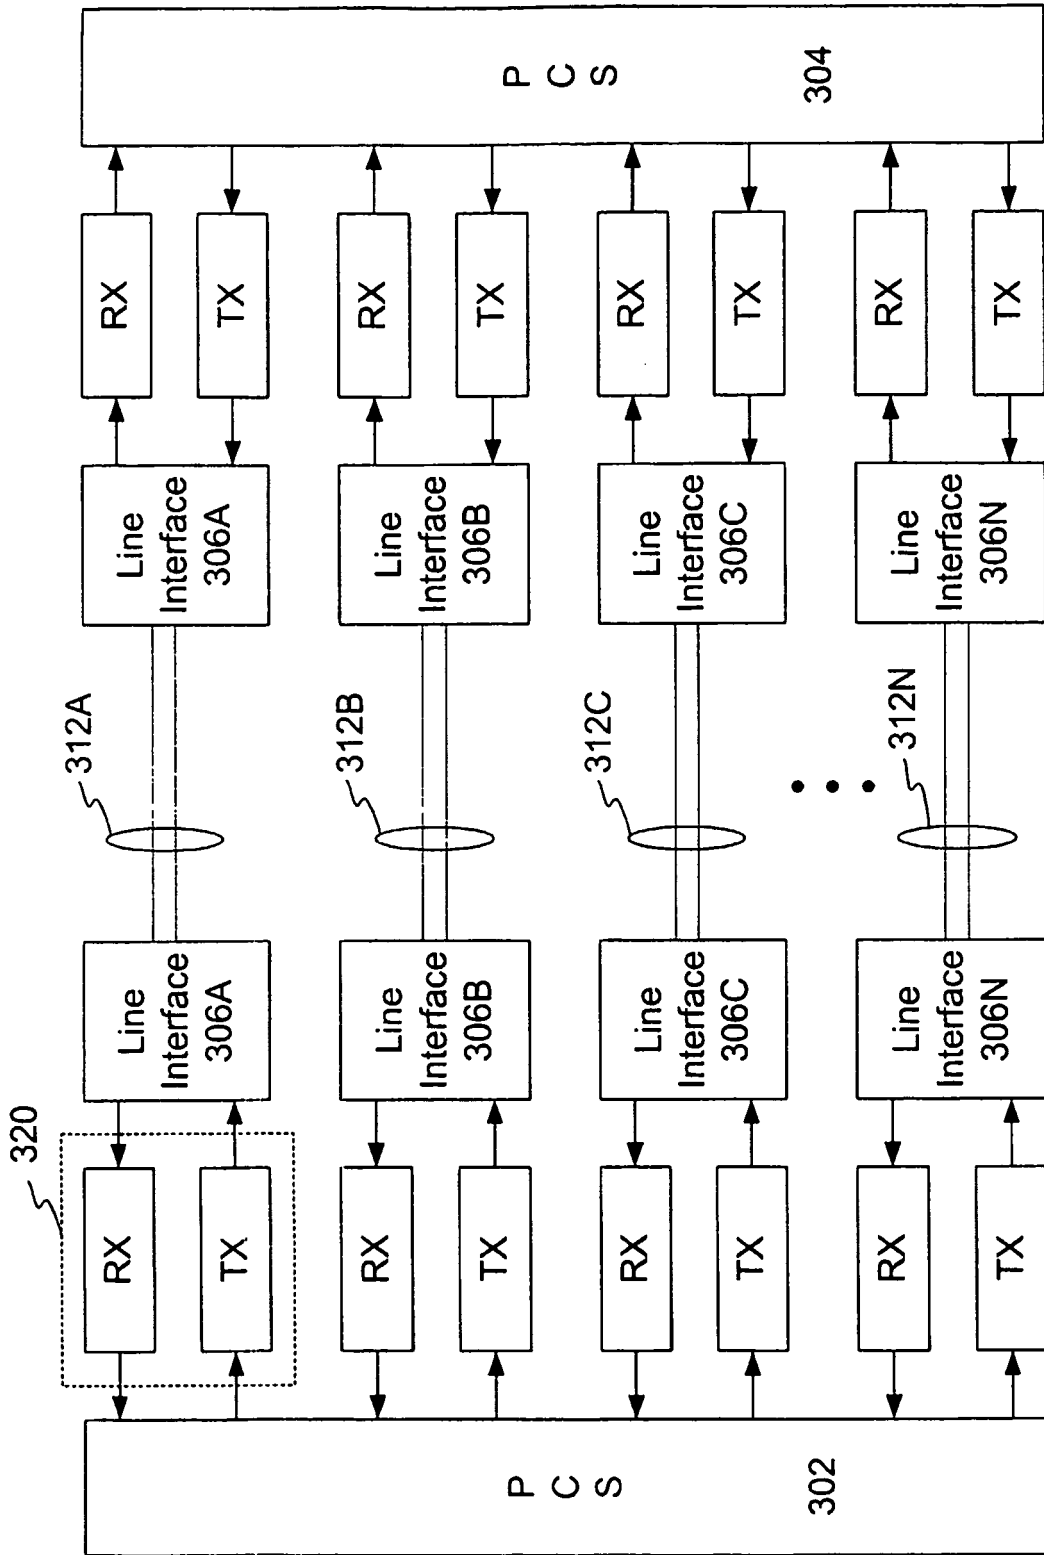 320
312A
RX
TX
Line
Interface
306A
Line
Interface
306A
RX
TX
312B
RX
TX
Line
Interface
306B
Line
Interface
306B
RX
TX
P
C
S
302
P
C
S
304
312C
RX
TX
Line
Interface
306C
Line
Interface
306C
RX
TX
312N
RX
TX
Line
Interface
306N
Line
Interface
306N
RX
TX